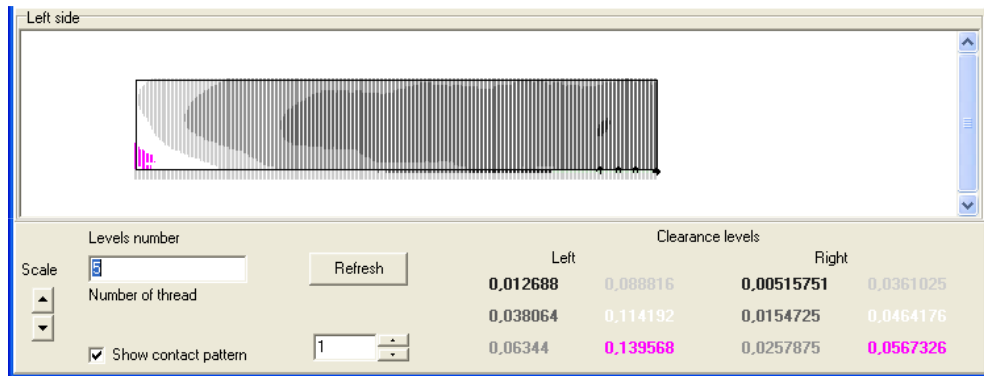 Left side
Levels number
Clearance levels
Scale
5
Refresh
Left
Right
Number of thread
0,012688 0,088816 0,00515751 0,0361025
0,038064 0,114192 0,0154725 0,0464176
Show contact pattern
1
0,06344 0,139568 0,0257875 0,0567326